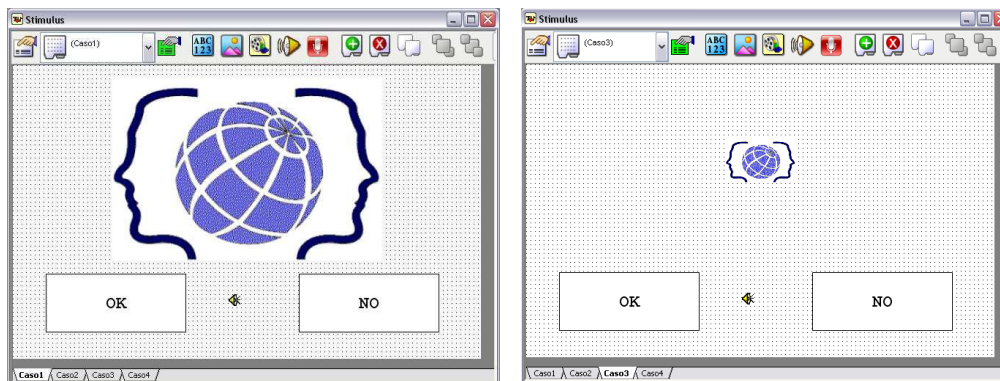 Stimulus
(Caso1)
ABC
123
OK
NO
Caso1 Caso2 Caso3 Caso4
Stimulus
(Caso3)
ABC
123
OK
NO
Caso1 Caso2 Caso3 Caso4